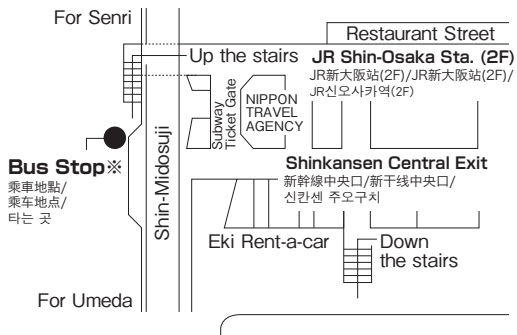 For Senri
Restaurant Street
Up the stairs
JR Shin-Osaka Sta. (2F)
JR新大阪站(2F)/JR新大阪站(2F)/
JR신오사카역(2F)
Subway
Ticket Gate
NIPPON
TRAVEL
AGENCY
Bus Stop※
乘車地點/
乘车地点/
타는 곳
Shin-Midosuji
Shinkansen Central Exit
新幹線中央口/新干线中央口/
신칸센 주오구치
Eki Rent-a-car
Down
the stairs
For Umeda